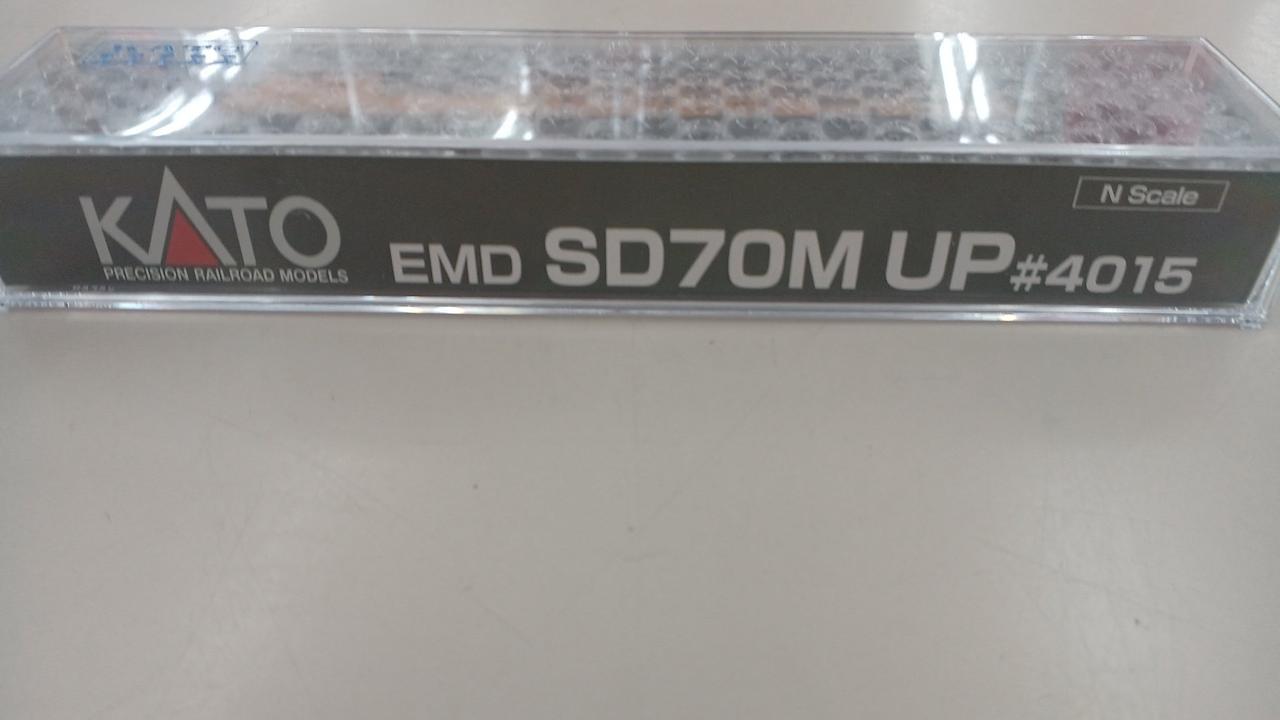 KATO
PRECISION RAILROAD MODELS
EMD SD70M UP #4015
N Scale